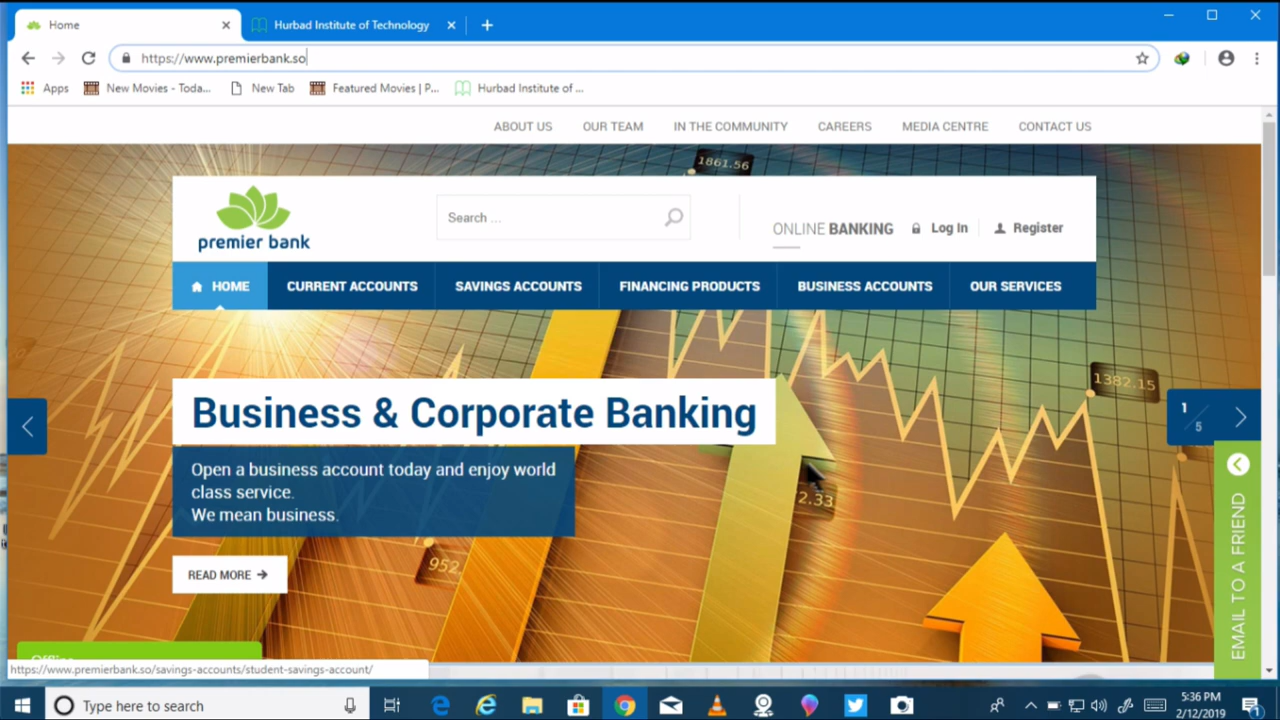 Home
Hurbad Institute of Technology
https://www.premierbank.so
Apps
New Movies - Toda...
New Tab
Featured Movies | P...
Hurbad Institute of ...
ABOUT US
OUR TEAM
IN THE COMMUNITY
CAREERS
MEDIA CENTRE
CONTACT US
1861.56
premier bank
Search ...
ONLINE BANKING
Log In
Register
HOME
CURRENT ACCOUNTS
SAVINGS ACCOUNTS
FINANCING PRODUCTS
BUSINESS ACCOUNTS
OUR SERVICES
1382.15
Business & Corporate Banking
1
5
Open a business account today and enjoy world
class service.
We mean business.
2.33
952.
READ MORE
EMAIL TO A FRIEND
Offline
https://www.premierbank.so/savings-accounts/student-savings-account/
Type here to search
5:36 PM
2/12/2019
1